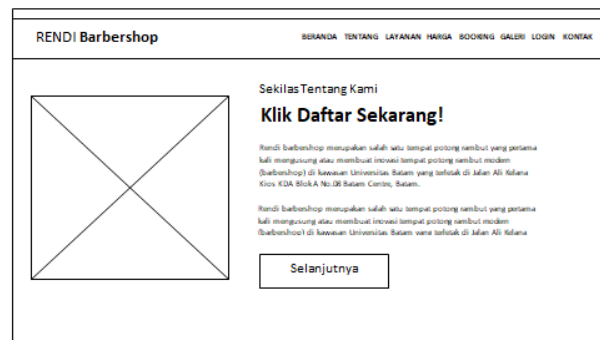 RENDI Barbershop
BERANDA TENTANG LAYANAN HARGA BOOKING GALERI LOGIN KONTAK
Sekilas Tentang Kami
Klik Daftar Sekarang!
Rendi barbershop merupakan salah satu tempat potong rambut yang pertama
kali mengusung atau membuat inovasi tempat potong rambut modern
(barbershop) di kawasan Universitas Batam yang terletak di Jalan Ali Kelana
Kios KDA Blok A No.08 Batam Centre, Batam.
Rendi barbershop merupakan salah satu tempat potong rambut yang pertama
kali mengusung atau membuat inovasi tempat potong rambut modern
(barbershop) di kawasan Universitas Batam yang terletak di Jalan Ali Kelana
Selanjutnya